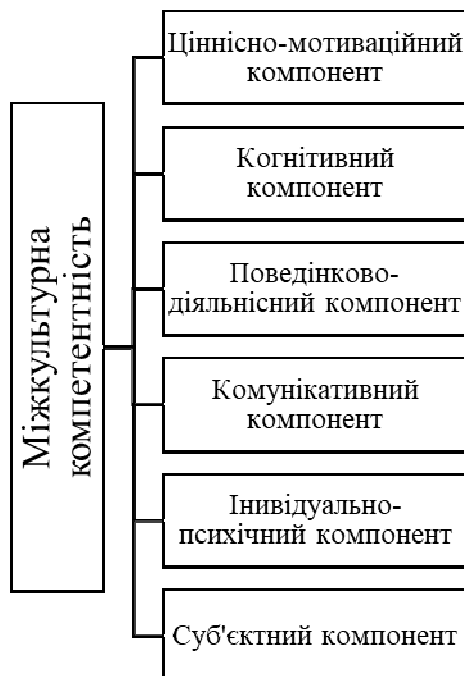 Міжкультурна
компетентність
Ціннісно-мотиваційний
компонент
Когнітивний
компонент
Поведінково-
діяльнісний компонент
Комунікативний
компонент
Інивідуально-
психічний компонент
Суб'єктний компонент